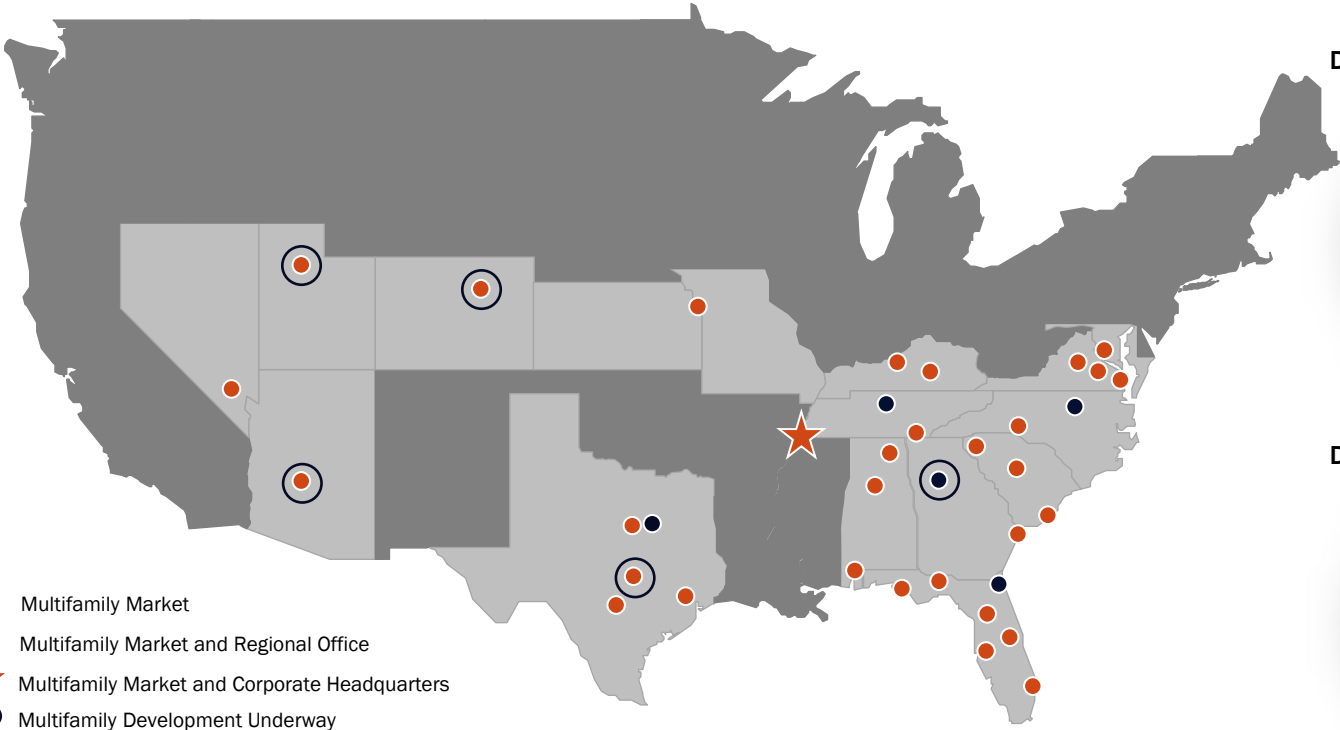 D
D
Multifamily Market
Multifamily Market and Regional Office
Multifamily Market and Corporate Headquarters
Multifamily Development Underway